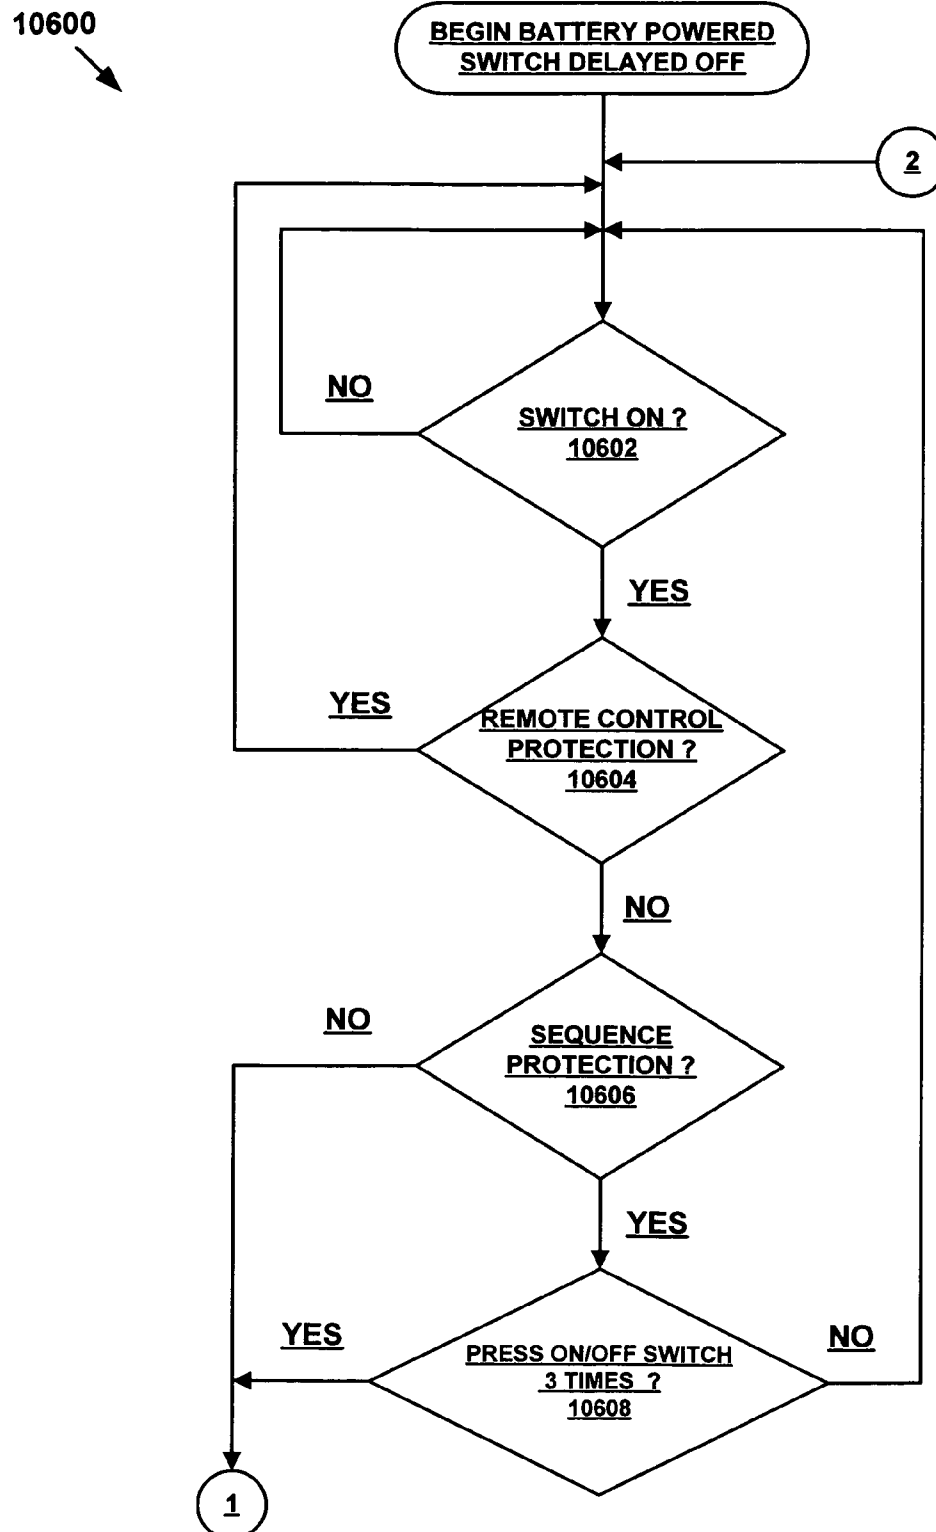 10600
BEGIN BATTERY POWERED
SWITCH DELAYED OFF
2
NO
SWITCH ON ?
10602
YES
YES
REMOTE CONTROL
PROTECTION ?
10604
NO
NO
SEQUENCE
PROTECTION ?
10606
YES
YES
PRESS ON/OFF SWITCH
3 TIMES ?
10608
NO
1